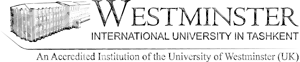 WESTMINSTER
INTERNATIONAL UNIVERSITY IN TASHKENT
An Accredited Institution of the University of Westminster (UK)